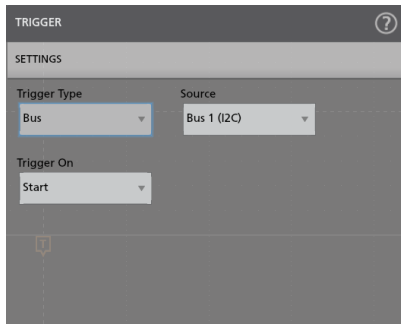 TRIGGER ?
SETTINGS
Trigger Type Source
Bus Bus 1 (I2C)
Trigger On
Start
T